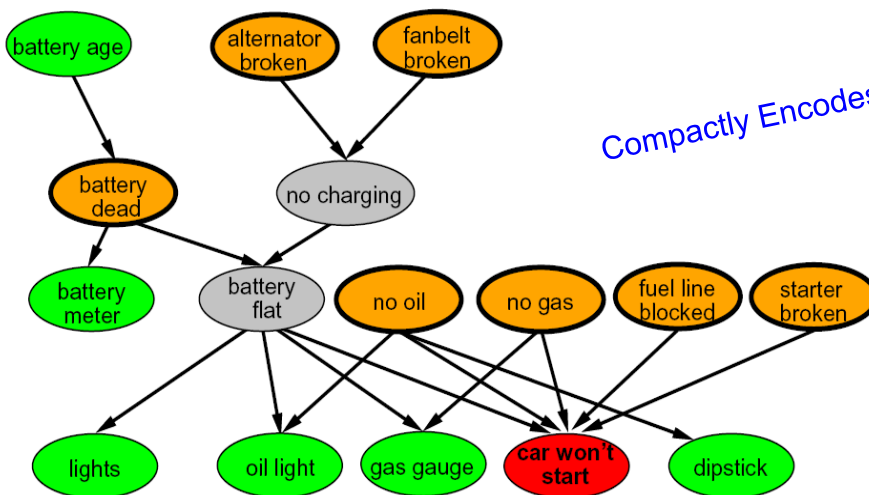 battery age
alternator
broken
fanbelt
broken
Compactly Encodes
battery
dead
no charging
battery
meter
battery
flat
no oil
no gas
fuel line
blocked
starter
broken
lights
oil light
gas gauge
car won't
start
dipstick